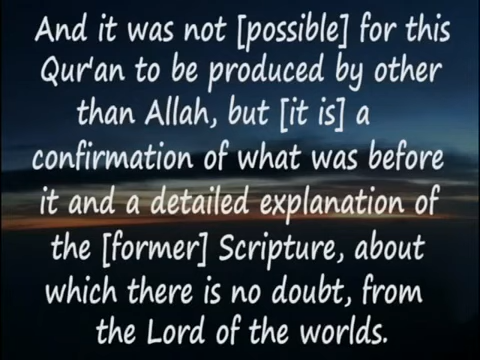 And it was not [possible] for this
Qur'an to be produced by other
than Allah, but [it is] a
confirmation of what was before
it and a detailed explanation of
the [former] Scripture, about
which there is no doubt, from
the Lord of the worlds.